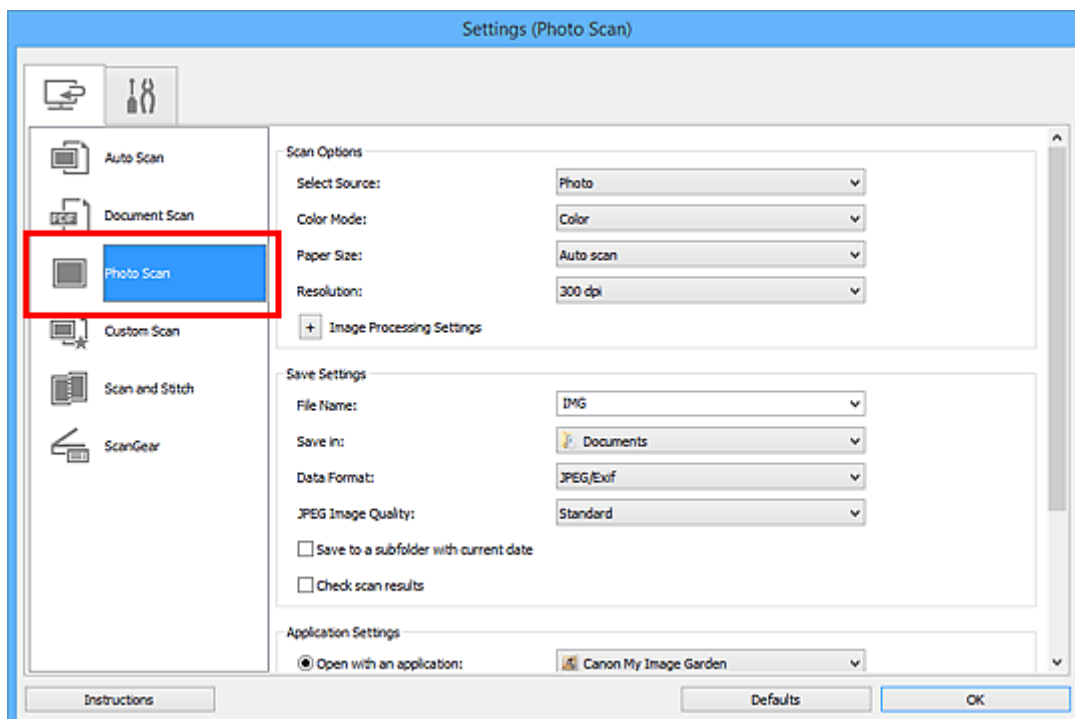 Settings (Photo Scan)
Auto Scan
PDF
Document Scan
Photo Scan
Custom Scan
Scan and Stitch
ScanGear
Scan Options
Select Source: Photo
Color Mode: Color
Paper Size: Auto scan
Resolution: 300 dpi
+ Image Processing Settings
Save Settings
File Name: IMG
Save in: Documents
Data Format: JPEG/Exif
JPEG Image Quality: Standard
Save to a subfolder with current date
Check scan results
Application Settings
Open with an application: Canon My Image Garden
Instructions
Defaults
OK